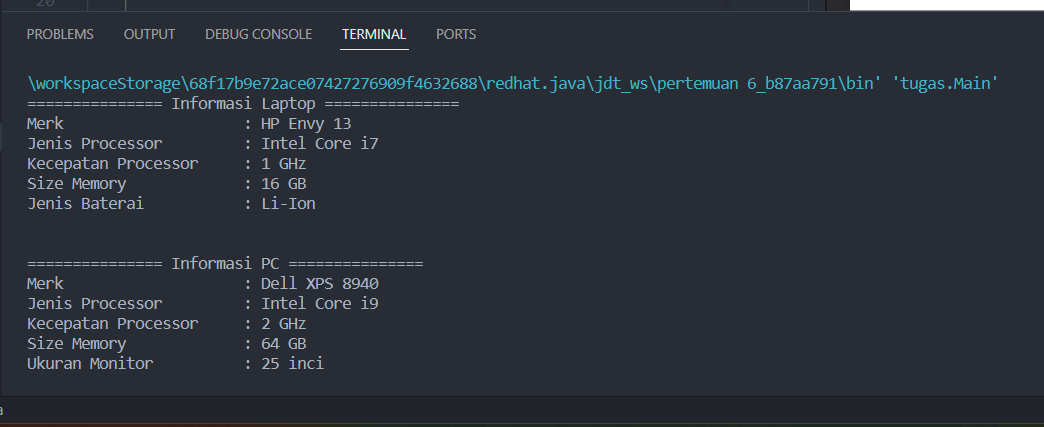 20
PROBLEMS OUTPUT DEBUG CONSOLE TERMINAL PORTS
\workspaceStorage\68f17b9e72ace07427276909f4632688\redhat.java\jdt_ws\pertemuan 6_b87aa791\bin' 'tugas.Main'
=============== Informasi Laptop ===============
Merk                    : HP Envy 13
Jenis Processor         : Intel Core i7
Kecepatan Processor     : 1 GHz
Size Memory             : 16 GB
Jenis Baterai           : Li-Ion
=============== Informasi PC ===============
Merk                    : Dell XPS 8940
Jenis Processor         : Intel Core i9
Kecepatan Processor     : 2 GHz
Size Memory             : 64 GB
Ukuran Monitor          : 25 inci
a